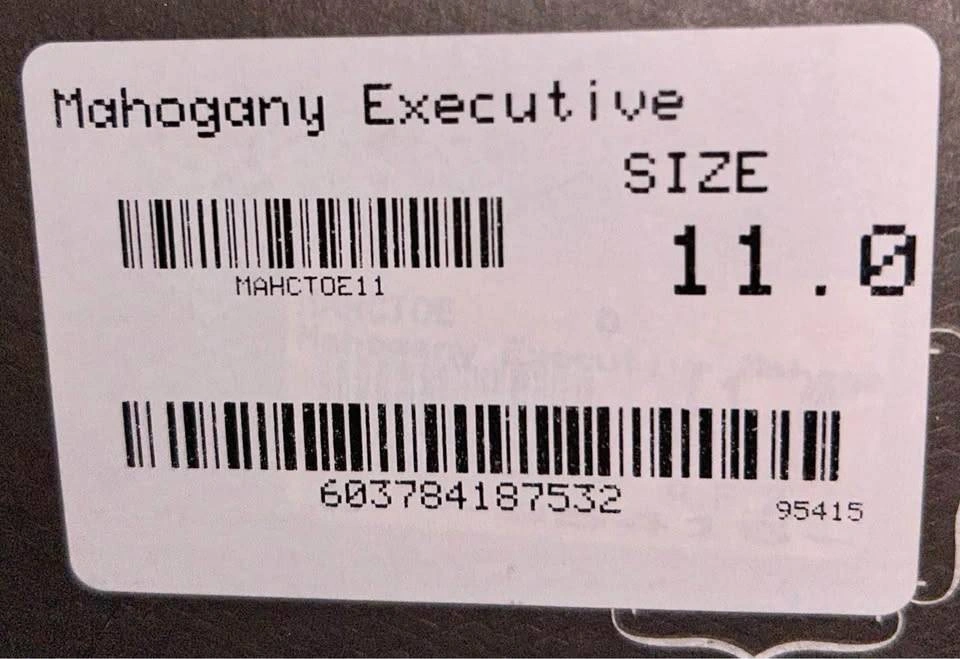 Mahogany Executive
SIZE
11.0
MAHCTOE11
603784187532
95415